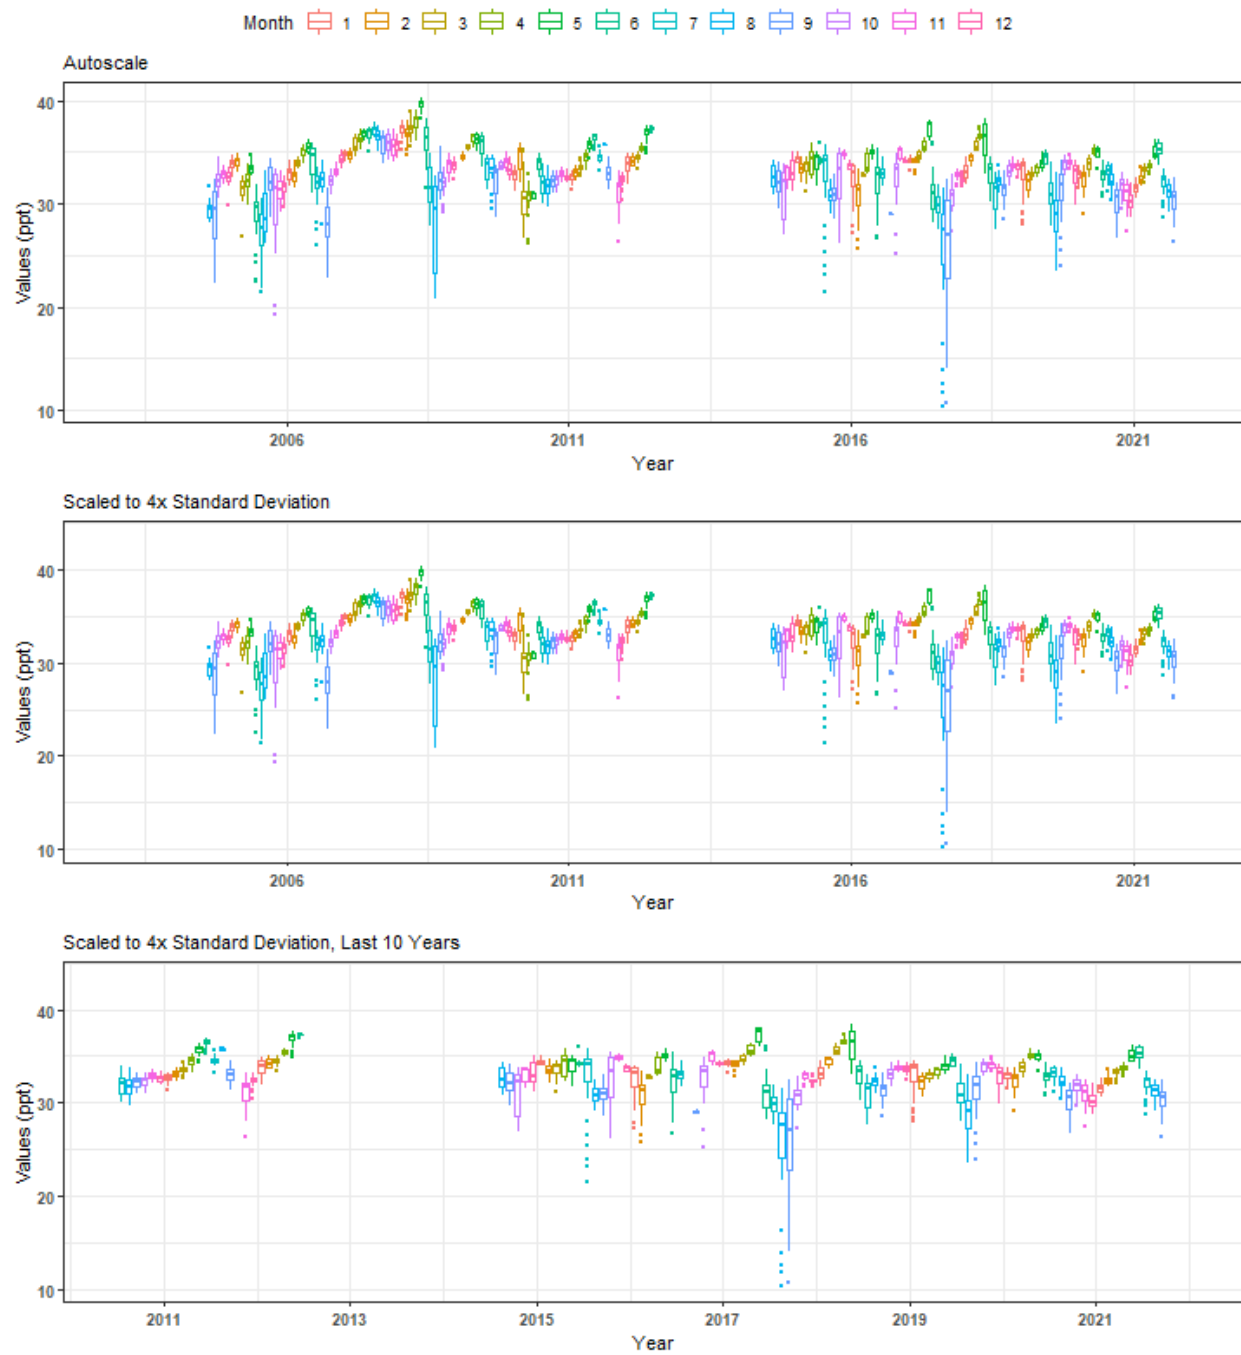 Month 1 2 3 4 5 6 7 8 9 10 11 12
Autoscale
40
30
20
10
Values (ppt)
2006 2011 2016 2021
Year
Scaled to 4x Standard Deviation
40
30
20
10
Values (ppt)
2006 2011 2016 2021
Year
Scaled to 4x Standard Deviation, Last 10 Years
40
30
20
10
Values (ppt)
2011 2013 2015 2017 2019 2021
Year